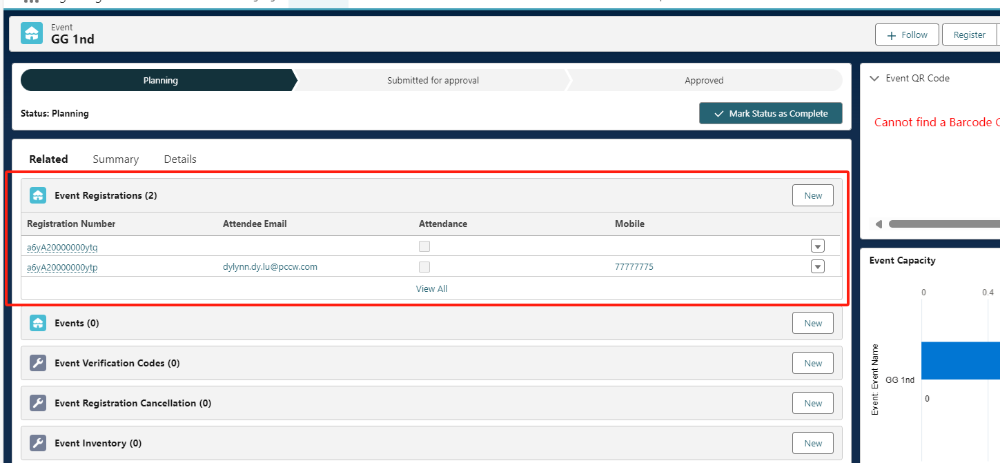 Event
GG 1nd
Follow
Register
Planning
Submitted for approval
Approved
Status: Planning
Mark Status as Complete
Related
Summary
Details
Event Registrations (2)
New
Registration Number
Attendee Email
Attendance
Mobile
a6yA20000000ytq
a6yA20000000ytp
dylynn.dy.lu@pccw.com
77777775
View All
Events (0)
New
Event Verification Codes (0)
New
Event Registration Cancellation (0)
New
Event Inventory (0)
New
Event QR Code
Cannot find a Barcode
Event Capacity
0
0.4
Event: Event Name
GG 1nd
0